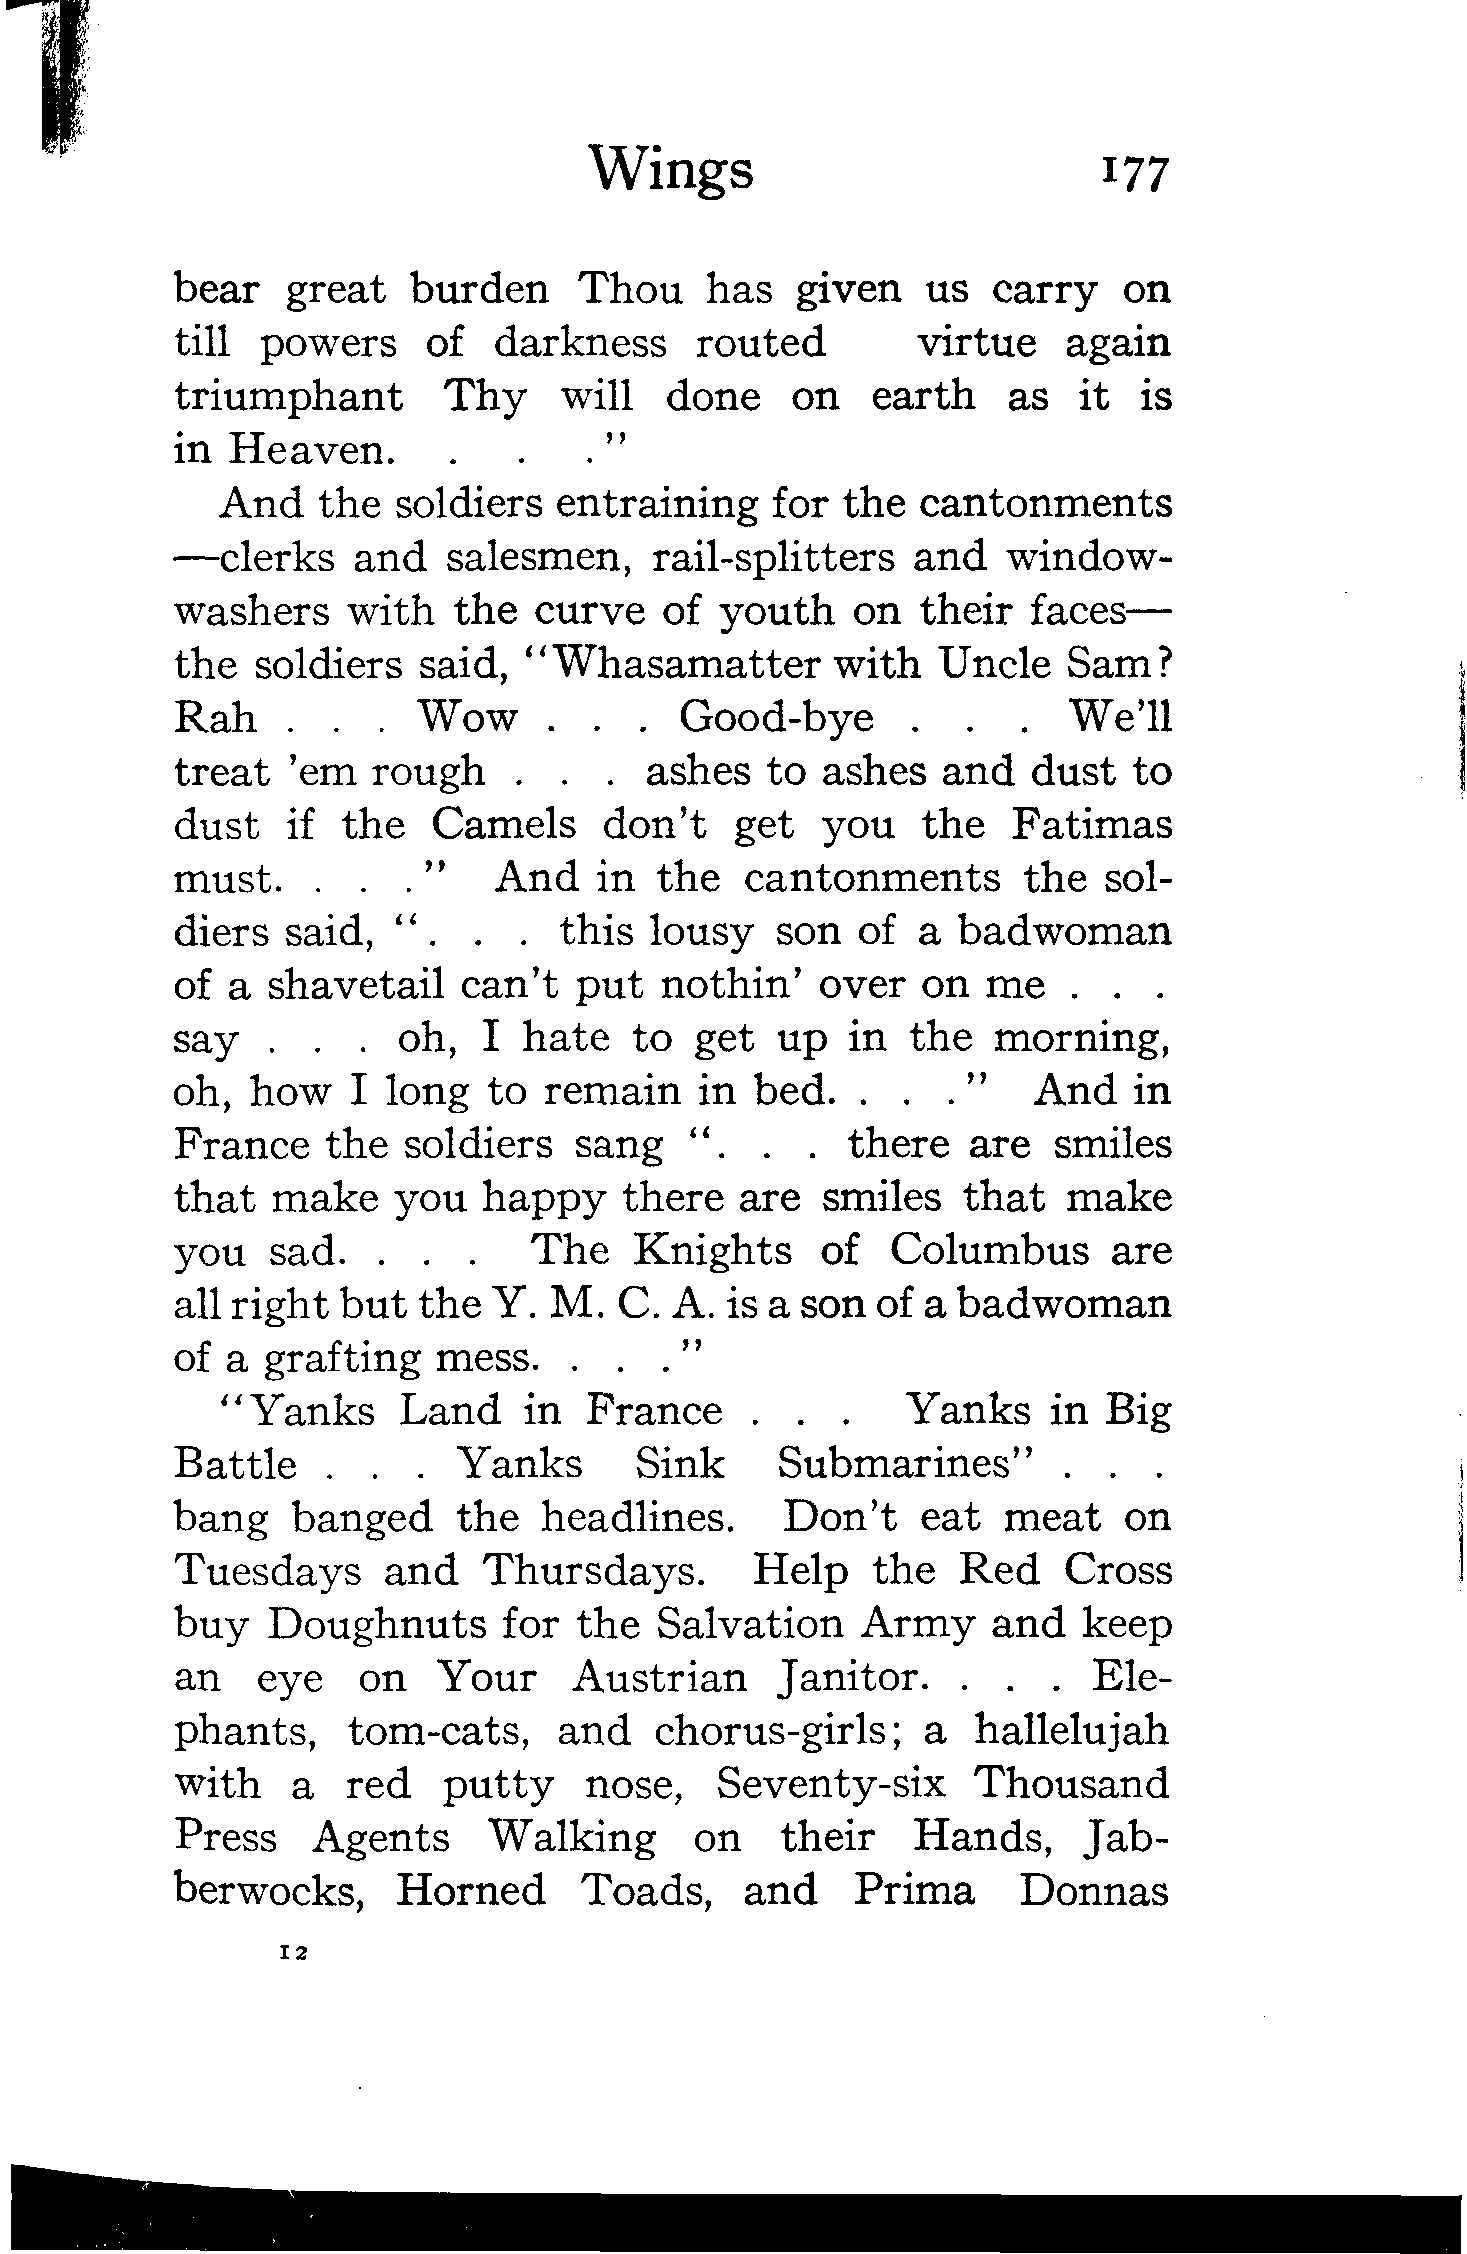 Wings 177
bear great burden Thou has given us carry on
till powers of darkness routed virtue again
triumphant Thy will done on earth as it is
in Heaven. . . ."
And the soldiers entraining for the cantonments
—clerks and salesmen, rail-splitters and window-
washers with the curve of youth on their faces—
the soldiers said, "Whasamatter with Uncle Sam?
Rah . . . Wow . . . Good-bye . . . We'll
treat 'em rough . . . ashes to ashes and dust to
dust if the Camels don't get you the Fatimas
must. . . ." And in the cantonments the sol-
diers said, ". . . this lousy son of a badwoman
of a shavetail can't put nothin' over on me . . .
say . . . oh, I hate to get up in the morning,
oh, how I long to remain in bed. . . ." And in
France the soldiers sang ". . . there are smiles
that make you happy there are smiles that make
you sad. . . . The Knights of Columbus are
all right but the Y. M. C. A. is a son of a badwoman
of a grafting mess. . . ."
"Yanks Land in France . . . Yanks in Big
Battle . . . Yanks Sink Submarines" . . .
bang banged the headlines. Don't eat meat on
Tuesdays and Thursdays. Help the Red Cross
buy Doughnuts for the Salvation Army and keep
an eye on Your Austrian Janitor. . . . Ele-
phants, tom-cats, and chorus-girls; a hallelujah
with a red putty nose, Seventy-six Thousand
Press Agents Walking on their Hands, Jab-
berwocks, Horned Toads, and Prima Donnas
12